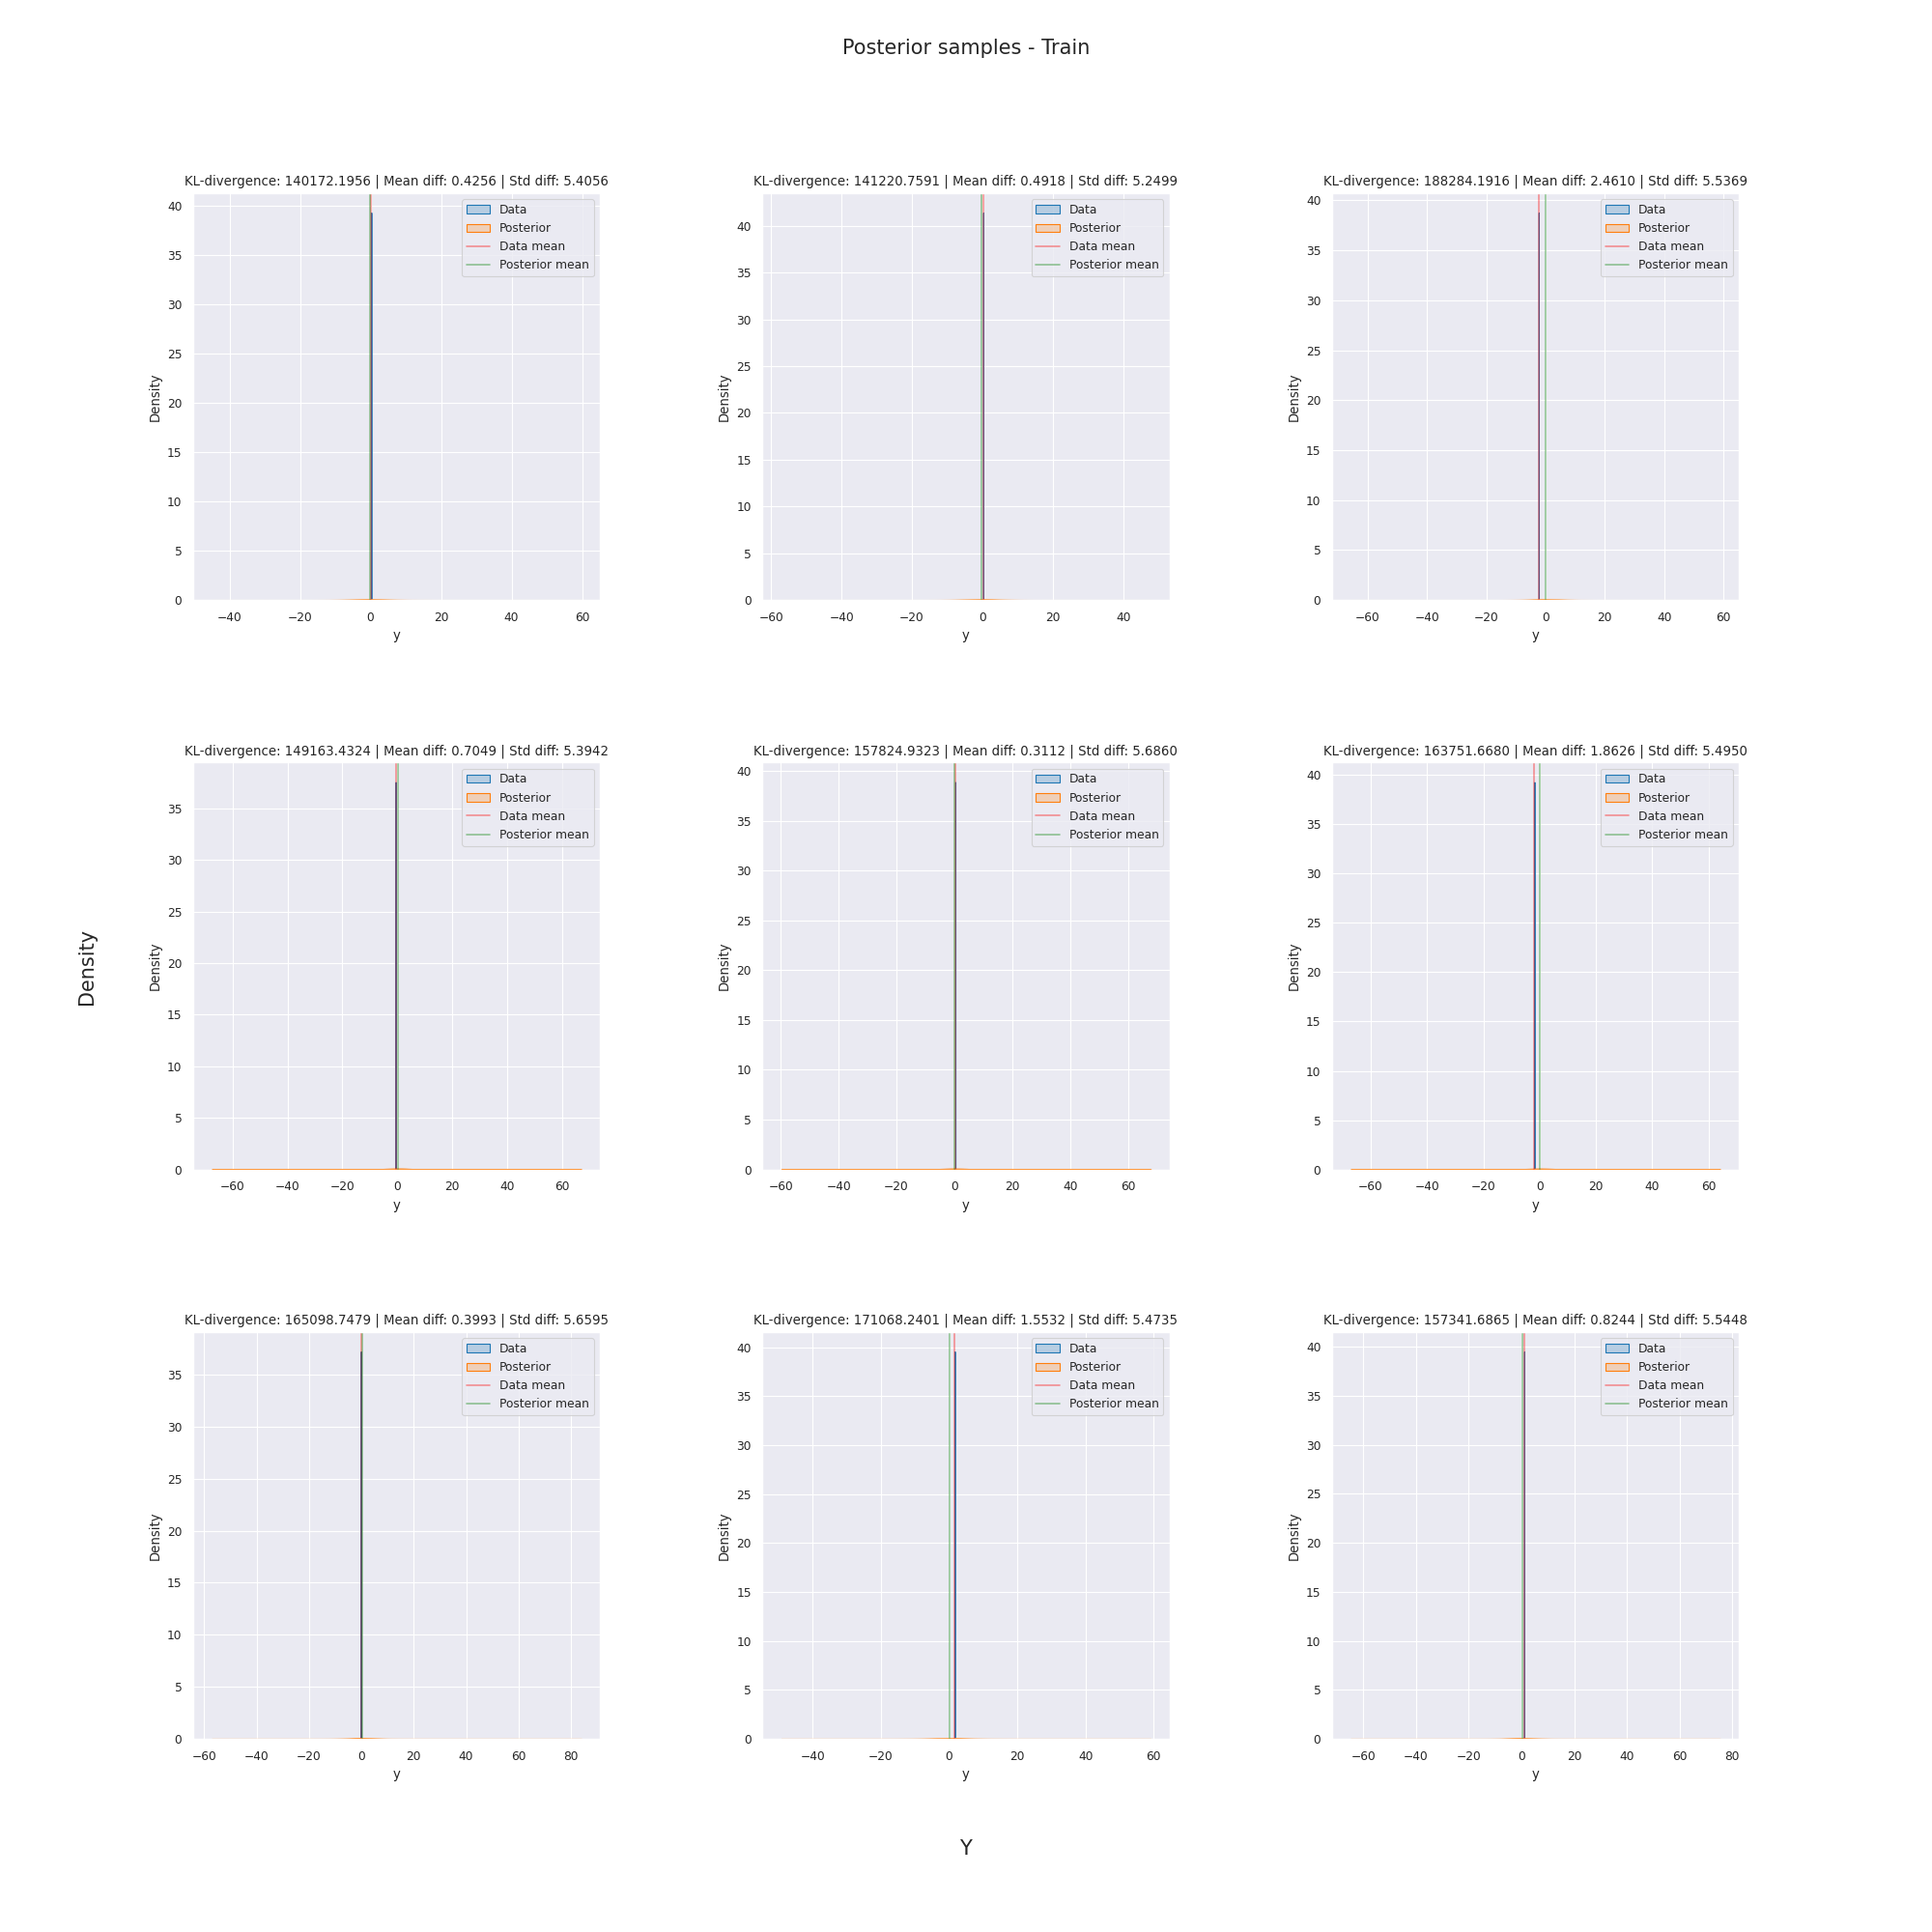 Posterior samples - Train
KL-divergence: 140172.1956 | Mean diff: 0.4256 | Std diff: 5.4056
Density
40
35
30
25
20
15
10
5
0
Data
Posterior
Data mean
Posterior mean
−40 −20 0 20 40 60
y
KL-divergence: 141220.7591 | Mean diff: 0.4918 | Std diff: 5.2499
Density
40
35
30
25
20
15
10
5
0
Data
Posterior
Data mean
Posterior mean
−60 −40 −20 0 20 40
y
KL-divergence: 188284.1916 | Mean diff: 2.4610 | Std diff: 5.5369
Density
40
35
30
25
20
15
10
5
0
Data
Posterior
Data mean
Posterior mean
−60 −40 −20 0 20 40 60
y
Density
KL-divergence: 149163.4324 | Mean diff: 0.7049 | Std diff: 5.3942
Density
35
30
25
20
15
10
5
0
Data
Posterior
Data mean
Posterior mean
−60 −40 −20 0 20 40 60
y
KL-divergence: 157824.9323 | Mean diff: 0.3112 | Std diff: 5.6860
Density
40
35
30
25
20
15
10
5
0
Data
Posterior
Data mean
Posterior mean
−60 −40 −20 0 20 40 60
y
KL-divergence: 163751.6680 | Mean diff: 1.8626 | Std diff: 5.4950
Density
40
35
30
25
20
15
10
5
0
Data
Posterior
Data mean
Posterior mean
−60 −40 −20 0 20 40 60
y
KL-divergence: 165098.7479 | Mean diff: 0.3993 | Std diff: 5.6595
Density
35
30
25
20
15
10
5
0
Data
Posterior
Data mean
Posterior mean
−60 −40 −20 0 20 40 60 80
y
KL-divergence: 171068.2401 | Mean diff: 1.5532 | Std diff: 5.4735
Density
40
35
30
25
20
15
10
5
0
Data
Posterior
Data mean
Posterior mean
−40 −20 0 20 40 60
y
KL-divergence: 157341.6865 | Mean diff: 0.8244 | Std diff: 5.5448
Density
40
35
30
25
20
15
10
5
0
Data
Posterior
Data mean
Posterior mean
−60 −40 −20 0 20 40 60 80
y
Y